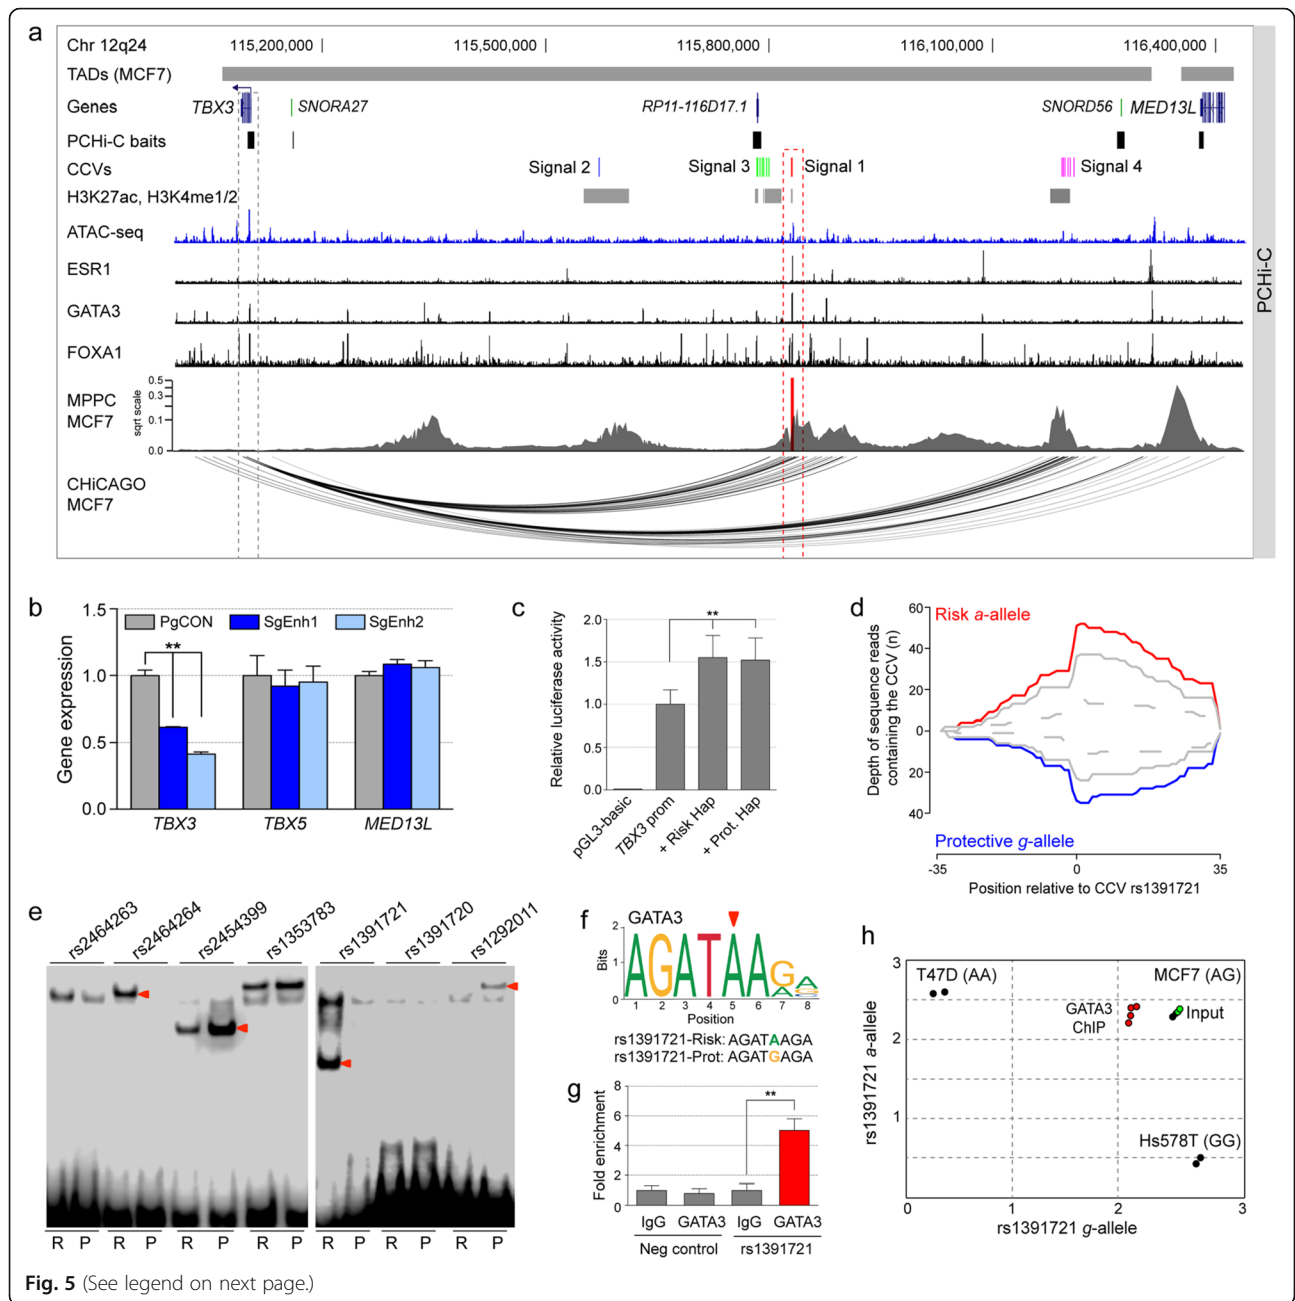 a
Chr 12q24 115,200,000 115,500,000 115,800,000 116,100,000 116,400,000
TADs (MCF7)
Genes TBX3 SNORA27 RP11-116D17.1 SNORD56 MED13L
PCHi-C baits
CCVs Signal 2 Signal 3 Signal 1 Signal 4
H3K27ac, H3K4me1/2
ATAC-seq
ESR1
GATA3
FOXA1
MPPC
MCF7
sqrt scale
0.5
0.3
0.1
0.0
CHiCAGO
MCF7
PCHi-C
b
Gene expression
1.5
1.0
0.5
0.0
PgCON SgEnh1 SgEnh2
**
TBX3 TBX5 MED13L
c
Relative luciferase activity
2.0
1.5
1.0
0.5
0.0
**
pGL3-basic
TBX3 prom
+ Risk Hap
+ Prot. Hap
d
Depth of sequence reads
containing the CCV (n)
60
40
20
0
20
40
Risk a-allele
Protective g-allele
-35 0 35
Position relative to CCV rs1391721
e
rs2464263 rs2464264 rs2454399 rs1353783 rs1391721 rs1391720 rs1292011
R P R P R P R P R P R P R P
f
GATA3
Bits
2
1
0
AGATAAGA
A
1 2 3 4 5 6 7 8
Position
rs1391721-Risk: AGATAAGA
rs1391721-Prot: AGATGAGA
g
Fold enrichment
8
6
4
2
0
**
IgG GATA3 IgG GATA3
Neg control rs1391721
h
rs1391721 a-allele
3
2
1
0
T47D (AA) MCF7 (AG)
GATA3
ChIP
Input
Hs578T (GG)
0 1 2 3
rs1391721 g-allele
Fig. 5 (See legend on next page.)